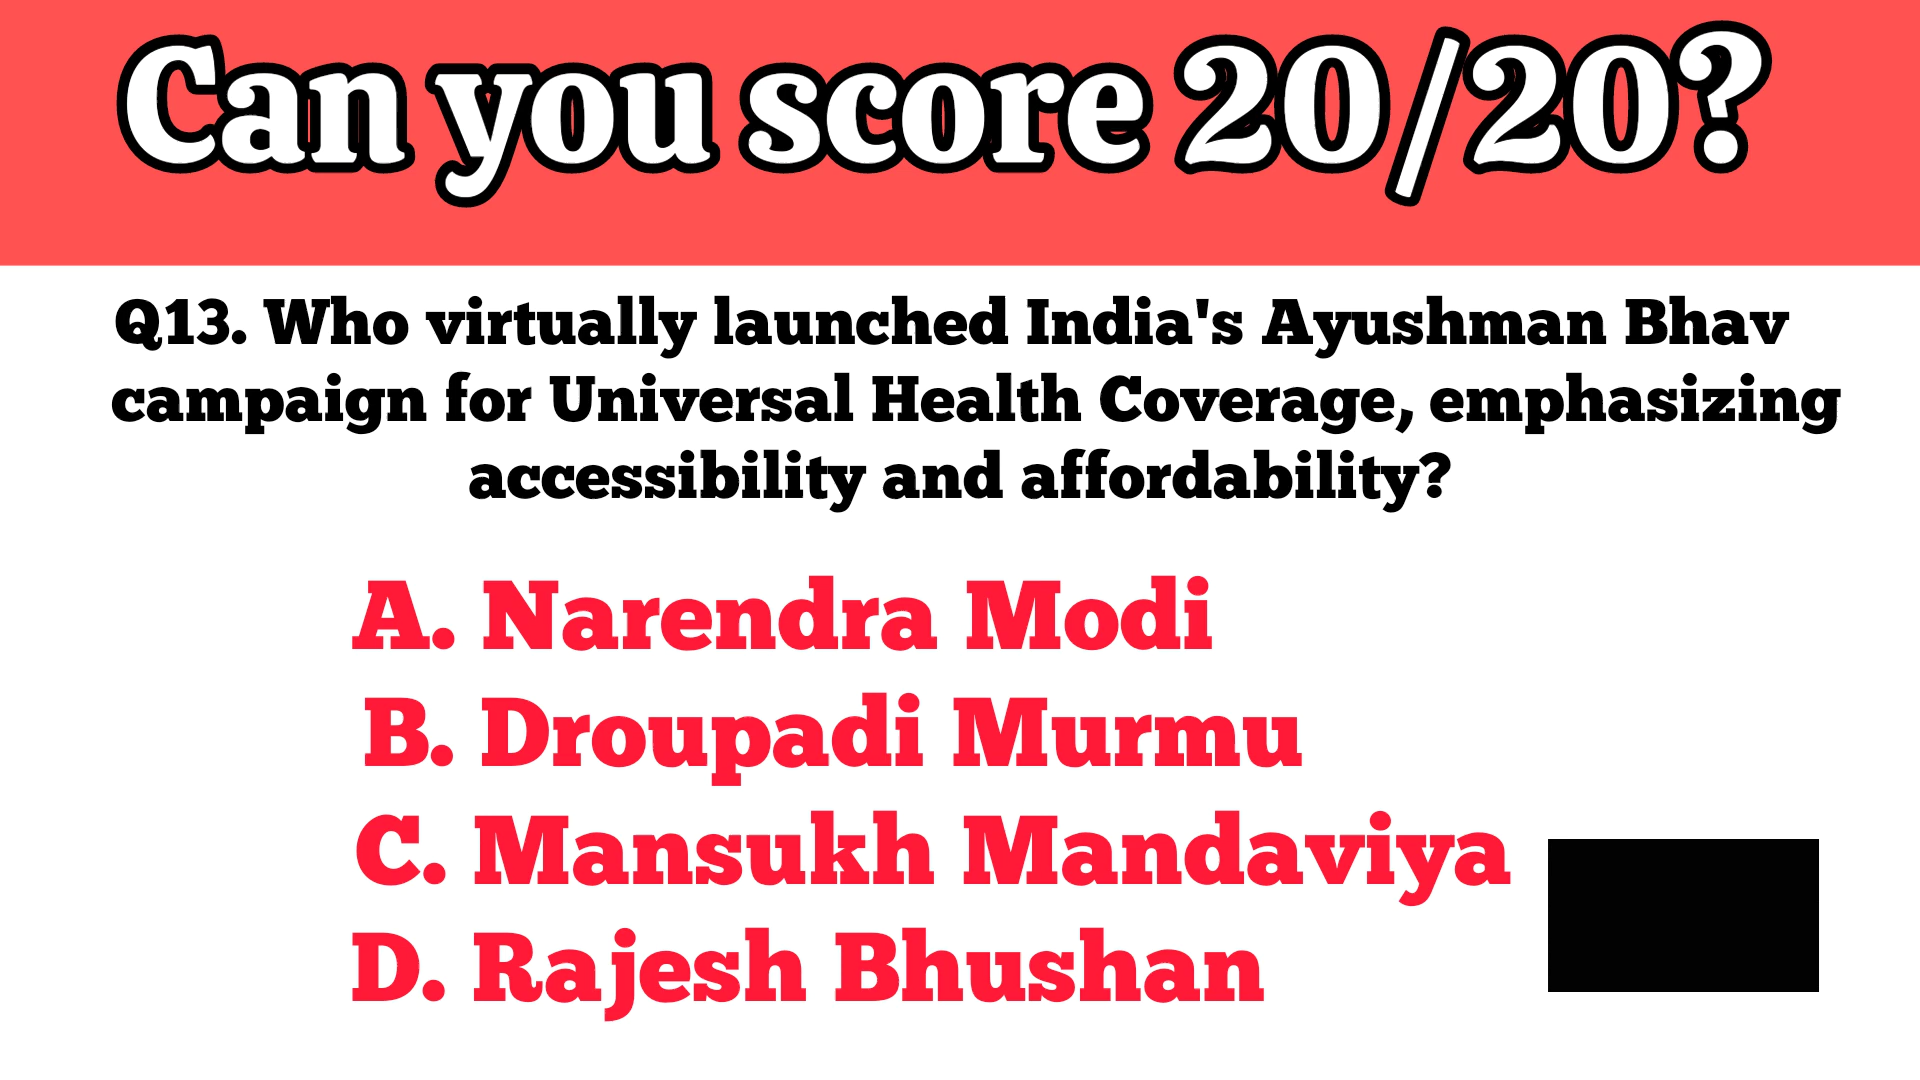 Can you score 20/20?
Q13. Who virtually launched India's Ayushman Bhav
campaign for Universal Health Coverage, emphasizing
accessibility and affordability?
A. Narendra Modi
B. Droupadi Murmu
C. Mansukh Mandaviya
D. Rajesh Bhushan